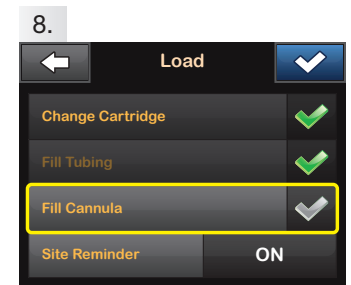 8.
Load
Change Cartridge
Fill Tubing
Fill Cannula
Site Reminder ON